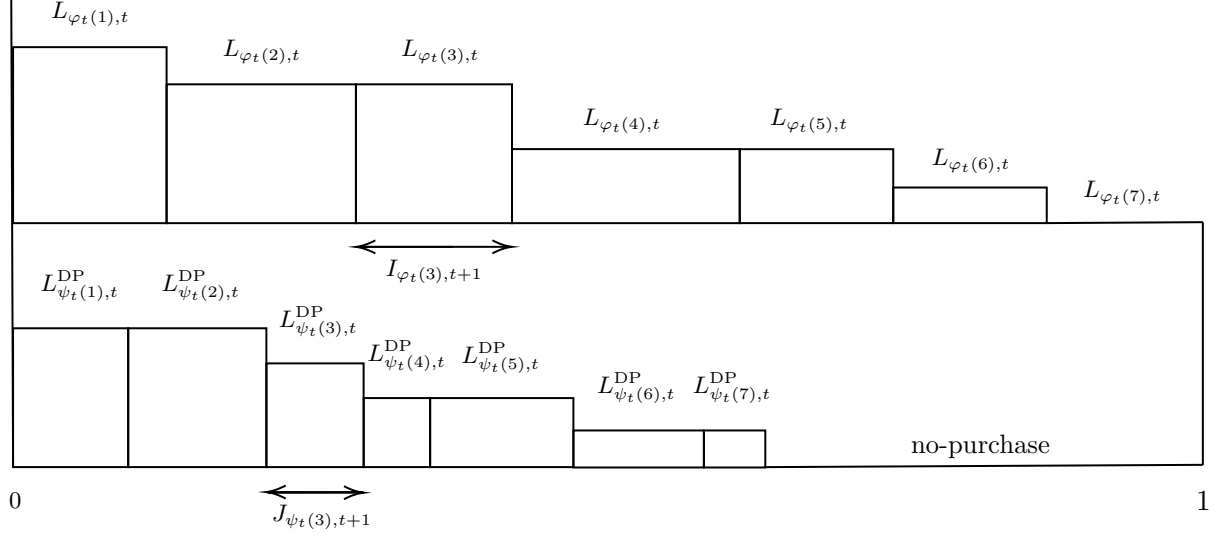 L_{φ_t(1),t}
L_{φ_t(2),t} L_{φ_t(3),t}
L_{φ_t(4),t} L_{φ_t(5),t}
L_{φ_t(6),t}
L_{φ_t(7),t}
I_{φ_t(3),t+1}
L^{DP}_{ψ_t(1),t} L^{DP}_{ψ_t(2),t}
L^{DP}_{ψ_t(3),t}
L^{DP}_{ψ_t(4),t} L^{DP}_{ψ_t(5),t}
L^{DP}_{ψ_t(6),t} L^{DP}_{ψ_t(7),t}
no-purchase
0 1
J_{ψ_t(3),t+1}